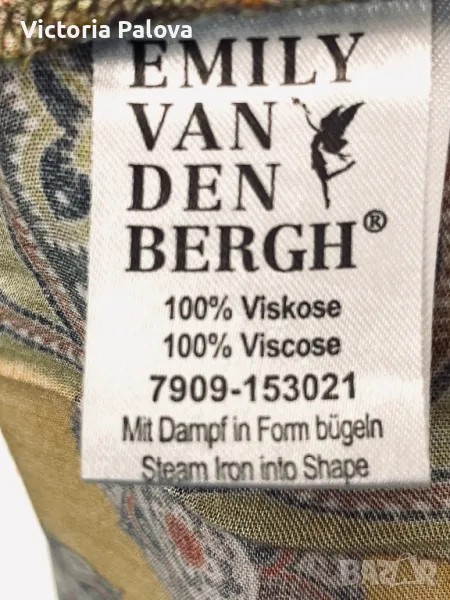 Victoria Palova
EMILY
VAN
DEN
BERGH®
100% Viskose
100% Viscose
7909-153021
Mit Dampf in Form bügeln
Steam Iron into Shape
BAZAR